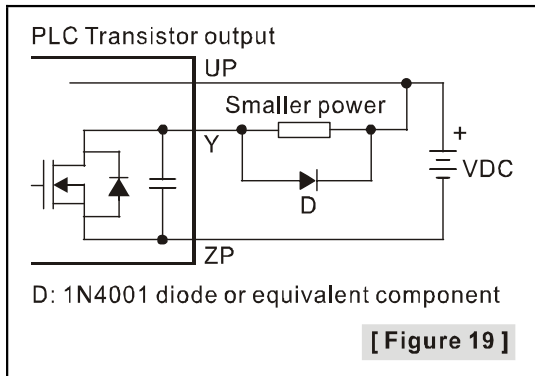 PLC Transistor output
UP
Smaller power
Y
+
VDC
D
ZP
D: 1N4001 diode or equivalent component
[ Figure 19 ]